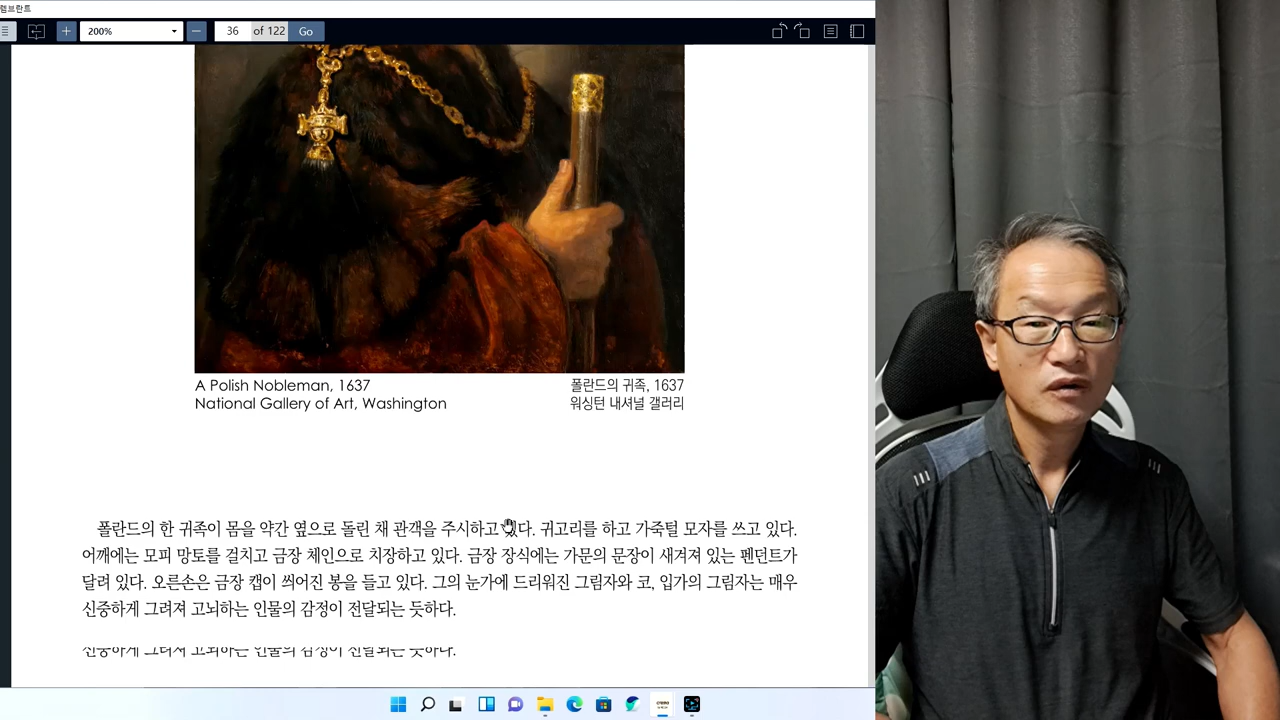 렘브란트
200%
36 of 122 Go
A Polish Nobleman, 1637
National Gallery of Art, Washington
폴란드의 귀족, 1637
워싱턴 내셔널 갤러리
폴란드의 한 귀족이 몸을 약간 옆으로 돌린 채 관객을 주시하고 있다. 귀고리를 하고 가죽털 모자를 쓰고 있다.
어깨에는 모피 망토를 걸치고 금장 체인으로 치장하고 있다. 금장 장식에는 가문의 문장이 새겨져 있는 펜던트가
달려 있다. 오른손은 금장 캡이 씌어진 봉을 들고 있다. 그의 눈가에 드리워진 그림자와 코, 입가의 그림자는 매우
신중하게 그려져 고뇌하는 인물의 감정이 전달되는 듯하다.
신중하게 그려져 고뇌하는 인물의 감정이 전달되는 듯하다.